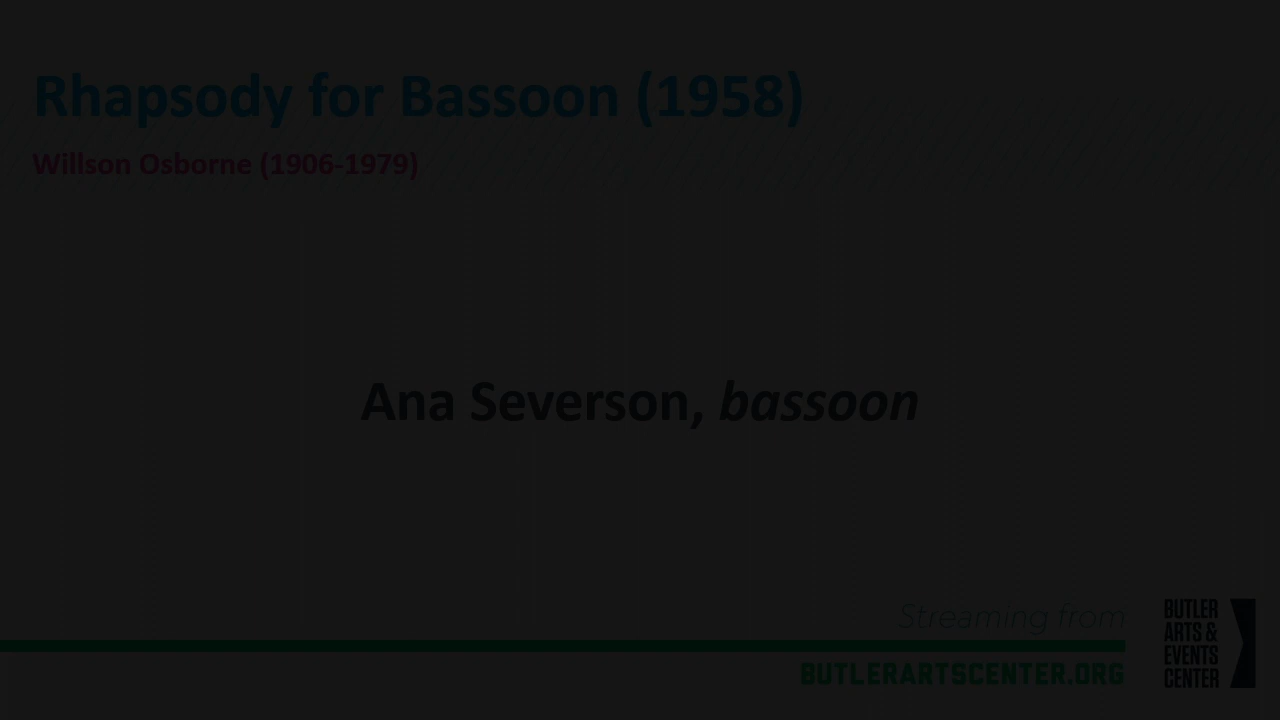 Rhapsody for Bassoon (1958)
Willson Osborne (1906-1979)
Ana Severson, bassoon
Streaming from
BUTLERARTSCENTER.ORG
BUTLER
ARTS &
EVENTS
CENTER